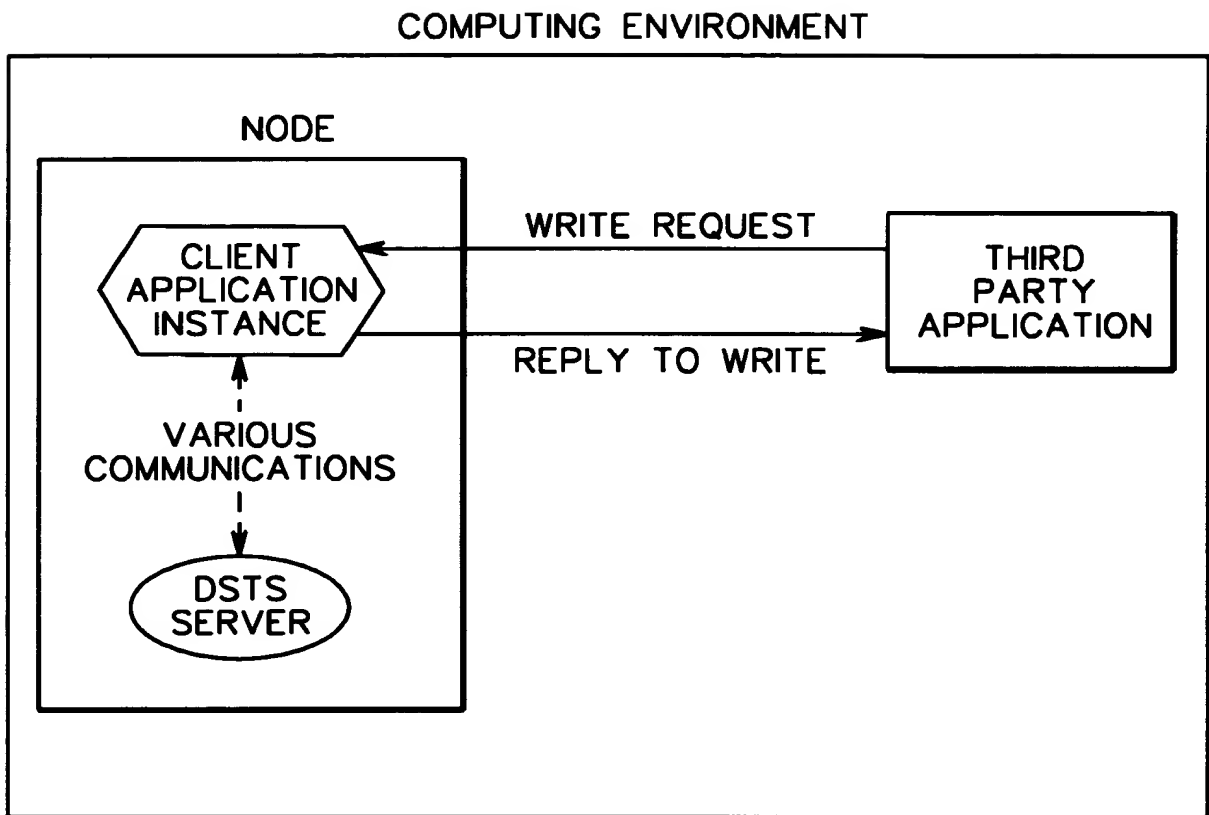 COMPUTING ENVIRONMENT
NODE
CLIENT
APPLICATION
INSTANCE
WRITE REQUEST
REPLY TO WRITE
THIRD
PARTY
APPLICATION
VARIOUS
COMMUNICATIONS
DSTS
SERVER